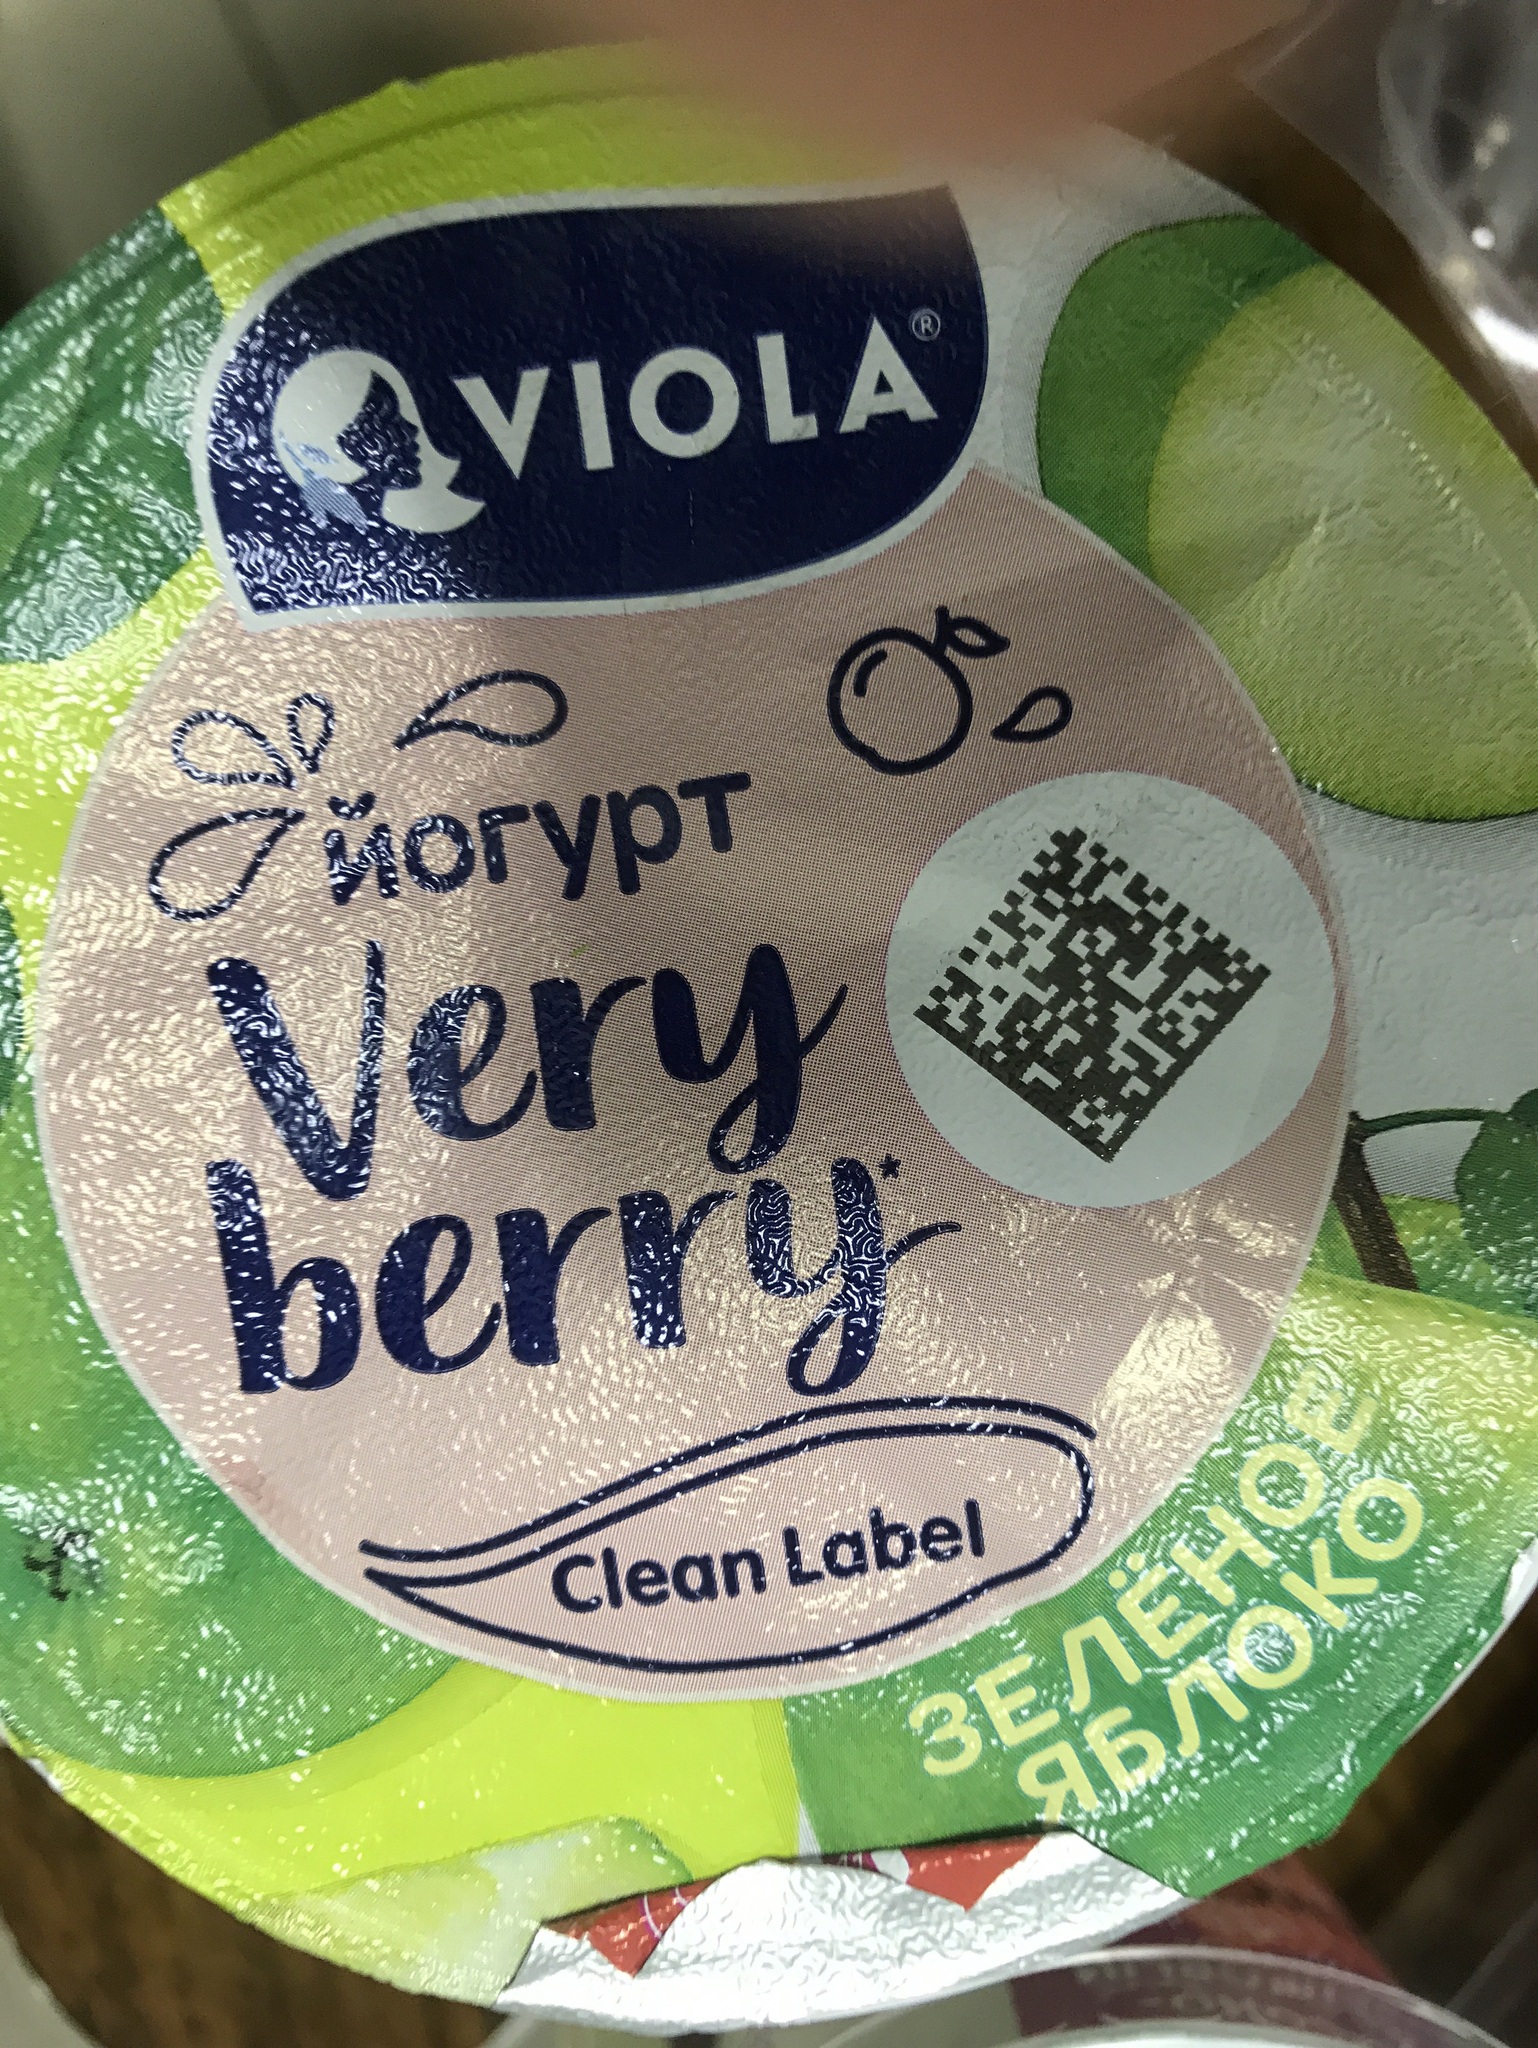 VIOLA®
йогурт
Very
berry*
Clean Label
ЗЕЛЁНОЕ
ЯБЛОКО